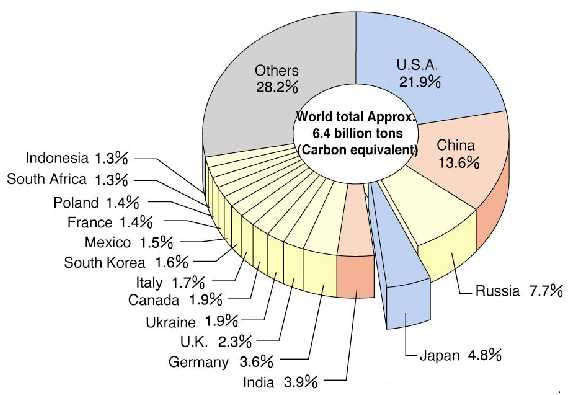 U.S.A.
21.9%
China
13.6%
Russia 7.7%
Japan 4.8%
India 3.9%
Germany 3.6%
U.K. 2.3%
Ukraine 1.9%
Canada 1.9%
Italy 1.7%
South Korea 1.6%
Mexico 1.5%
France 1.4%
Poland 1.4%
South Africa 1.3%
Indonesia 1.3%
Others
28.2%
World total Approx.
6.4 billion tons
(Carbon equivalent)